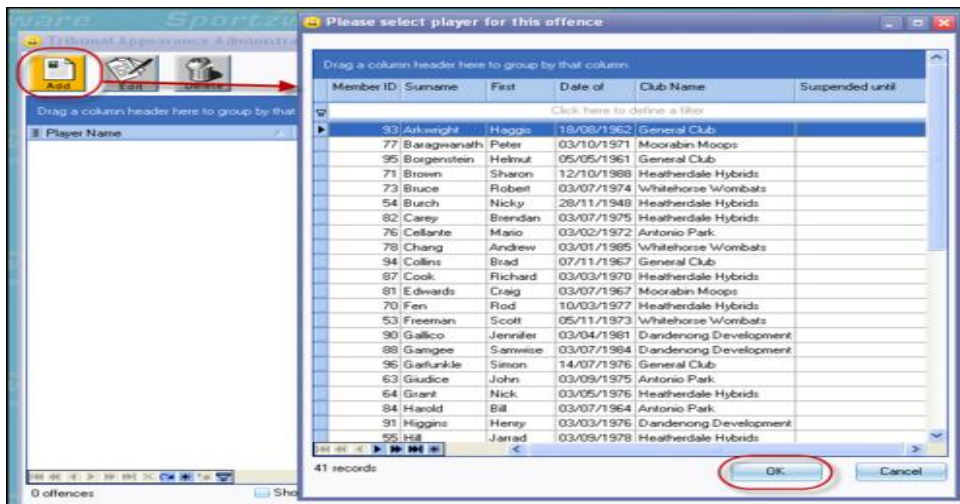 ware Sportzw
Tribunal Appearance Administra
Add Edit Delete
Drag a column header here to group by that
Player Name
0 offences Sho
Please select player for this offence
Drag a column header here to group by that column
Member ID Surname First Date of Club Name Suspended until
Click here to define a filter
93 Arkwright Haggis 18/08/1962 General Club
77 Baragwanath Peter 03/10/1971 Moorabin Moops
95 Borgenstein Helmut 05/05/1961 General Club
71 Brown Sharon 12/10/1988 Heatherdale Hybrids
73 Bruce Robert 03/07/1974 Whitehorse Wombats
54 Burch Nicky 28/11/1948 Heatherdale Hybrids
82 Carey Brendan 03/07/1975 Heatherdale Hybrids
76 Cellante Mario 03/02/1972 Antonio Park
78 Chang Andrew 03/01/1985 Whitehorse Wombats
94 Collins Brad 07/11/1967 General Club
87 Cook Richard 03/03/1970 Heatherdale Hybrids
81 Edwards Craig 03/07/1967 Moorabin Moops
70 Fen Rod 10/03/1977 Heatherdale Hybrids
53 Freeman Scott 05/11/1973 Whitehorse Wombats
90 Gallico Jennifer 03/04/1981 Dandenong Development
88 Gamgee Samwise 03/07/1984 Dandenong Development
96 Garfunkle Simon 14/07/1976 General Club
63 Giudice John 03/09/1975 Antonio Park
64 Grant Nick 03/05/1976 Heatherdale Hybrids
84 Harold Bill 03/07/1964 Antonio Park
91 Higgins Henry 03/03/1976 Dandenong Development
55 Hill Jarrad 03/09/1978 Heatherdale Hybrids
41 records
OK Cancel